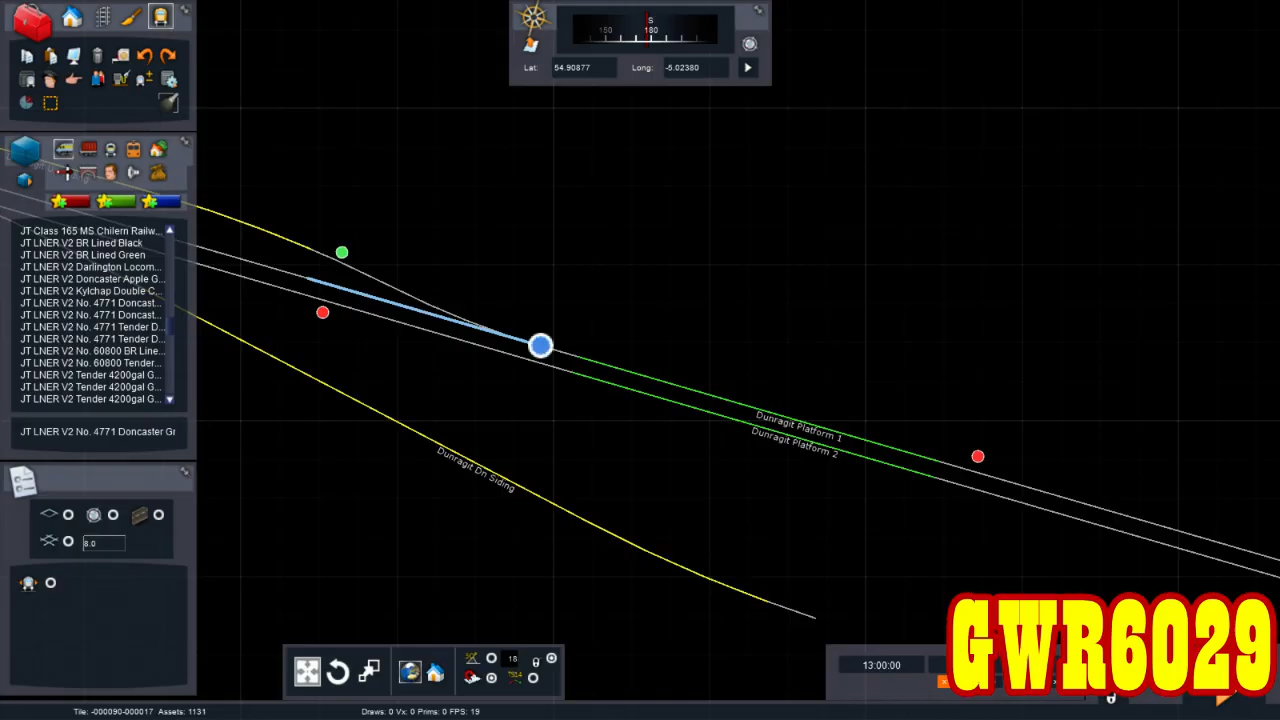 S
150 180
Lat: 54.90877 Long: -5.02380
JT Class 165 MS Chilern Railw...
JT LNER V2 BR Lined Black
JT LNER V2 BR Lined Green
JT LNER V2 Darlington Locom...
JT LNER V2 Doncaster Apple G...
JT LNER V2 Kylchap Double C...
JT LNER V2 No. 4771 Doncast...
JT LNER V2 No. 4771 Doncast...
JT LNER V2 No. 4771 Tender D...
JT LNER V2 No. 4771 Tender D...
JT LNER V2 No. 60800 BR Line...
JT LNER V2 No. 60800 Tender...
JT LNER V2 Tender 4200gal G...
JT LNER V2 Tender 4200gal G...
JT LNER V2 Tender 4200gal G...
JT LNER V2 No. 4771 Doncaster Gr
Dunragit Platform 1
Dunragit Platform 2
Dunragit Dn Siding
8.0
18
13:00:00
GWR6029
Tile: -000090-000017 Assets: 1131
Draws: 0 Vx: 0 Prims: 0 FPS: 19